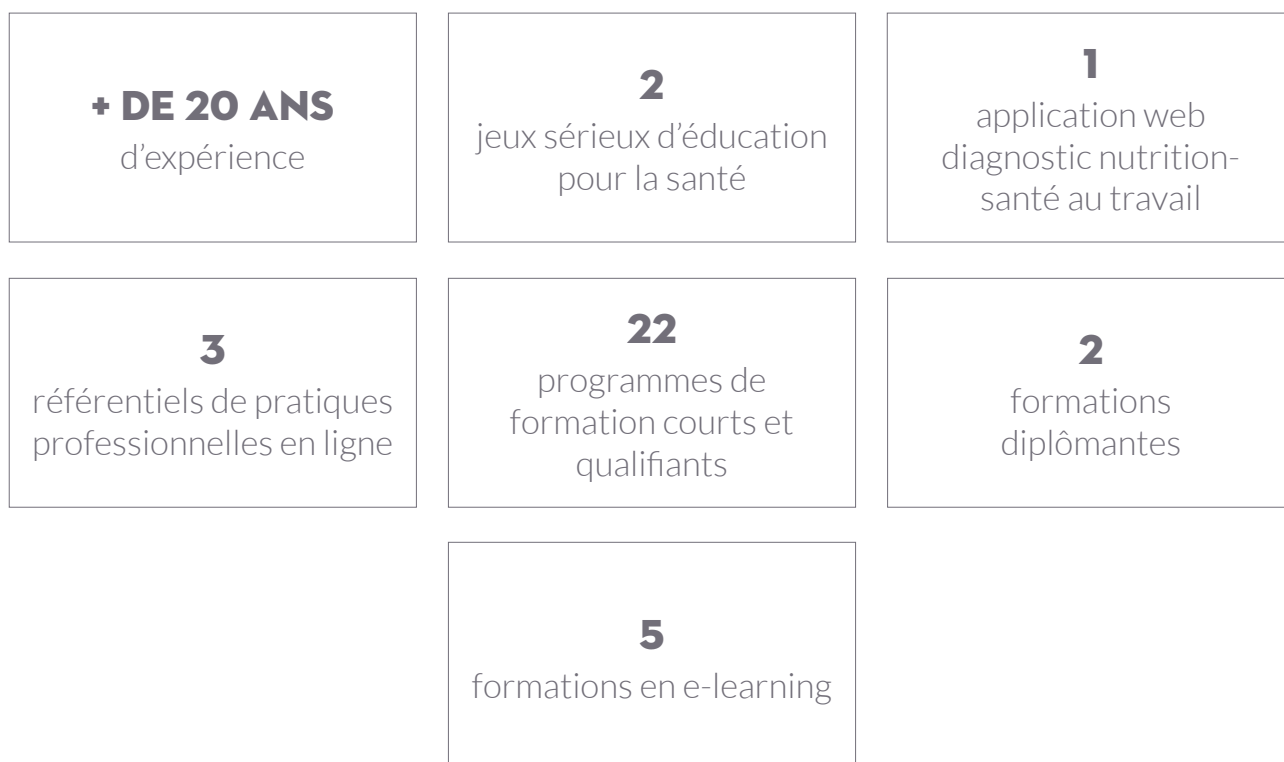 + DE 20 ANS
d’expérience
2
jeux sérieux d’éducation
pour la santé
1
application web
diagnostic nutrition-
santé au travail
3
référentiels de pratiques
professionnelles en ligne
22
programmes de
formation courts et
qualifiants
2
formations
diplômantes
5
formations en e-learning